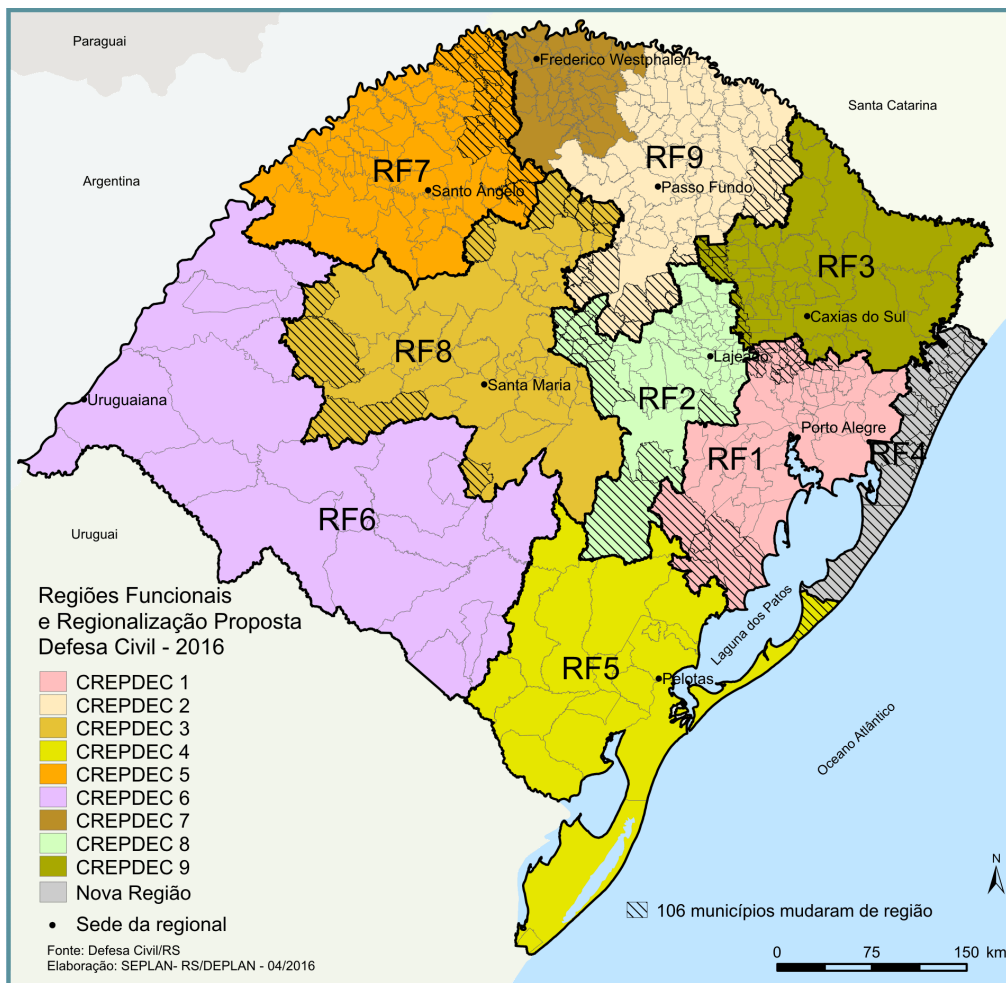 Paraguai
Frederico Westphalen
Santa Catarina
RF9
RF7
Argentina
Santo Ângelo
Passo Fundo
RF3
Caxias do Sul
RF8
Lajeado
Santa Maria
RF2
Uruguaiana
Porto Alegre
RF4
RF1
RF6
Uruguai
Laguna dos Patos
RF5
Pelotas
Oceano Atlântico
Regiões Funcionais
e Regionalização Proposta
Defesa Civil - 2016
CREPDEC 1
CREPDEC 2
CREPDEC 3
CREPDEC 4
CREPDEC 5
CREPDEC 6
CREPDEC 7
CREPDEC 8
CREPDEC 9
Nova Região
Sede da regional
Fonte: Defesa Civil/RS
Elaboração: SEPLAN- RS/DEPLAN - 04/2016
N
106 municípios mudaram de região
0 75 150 km